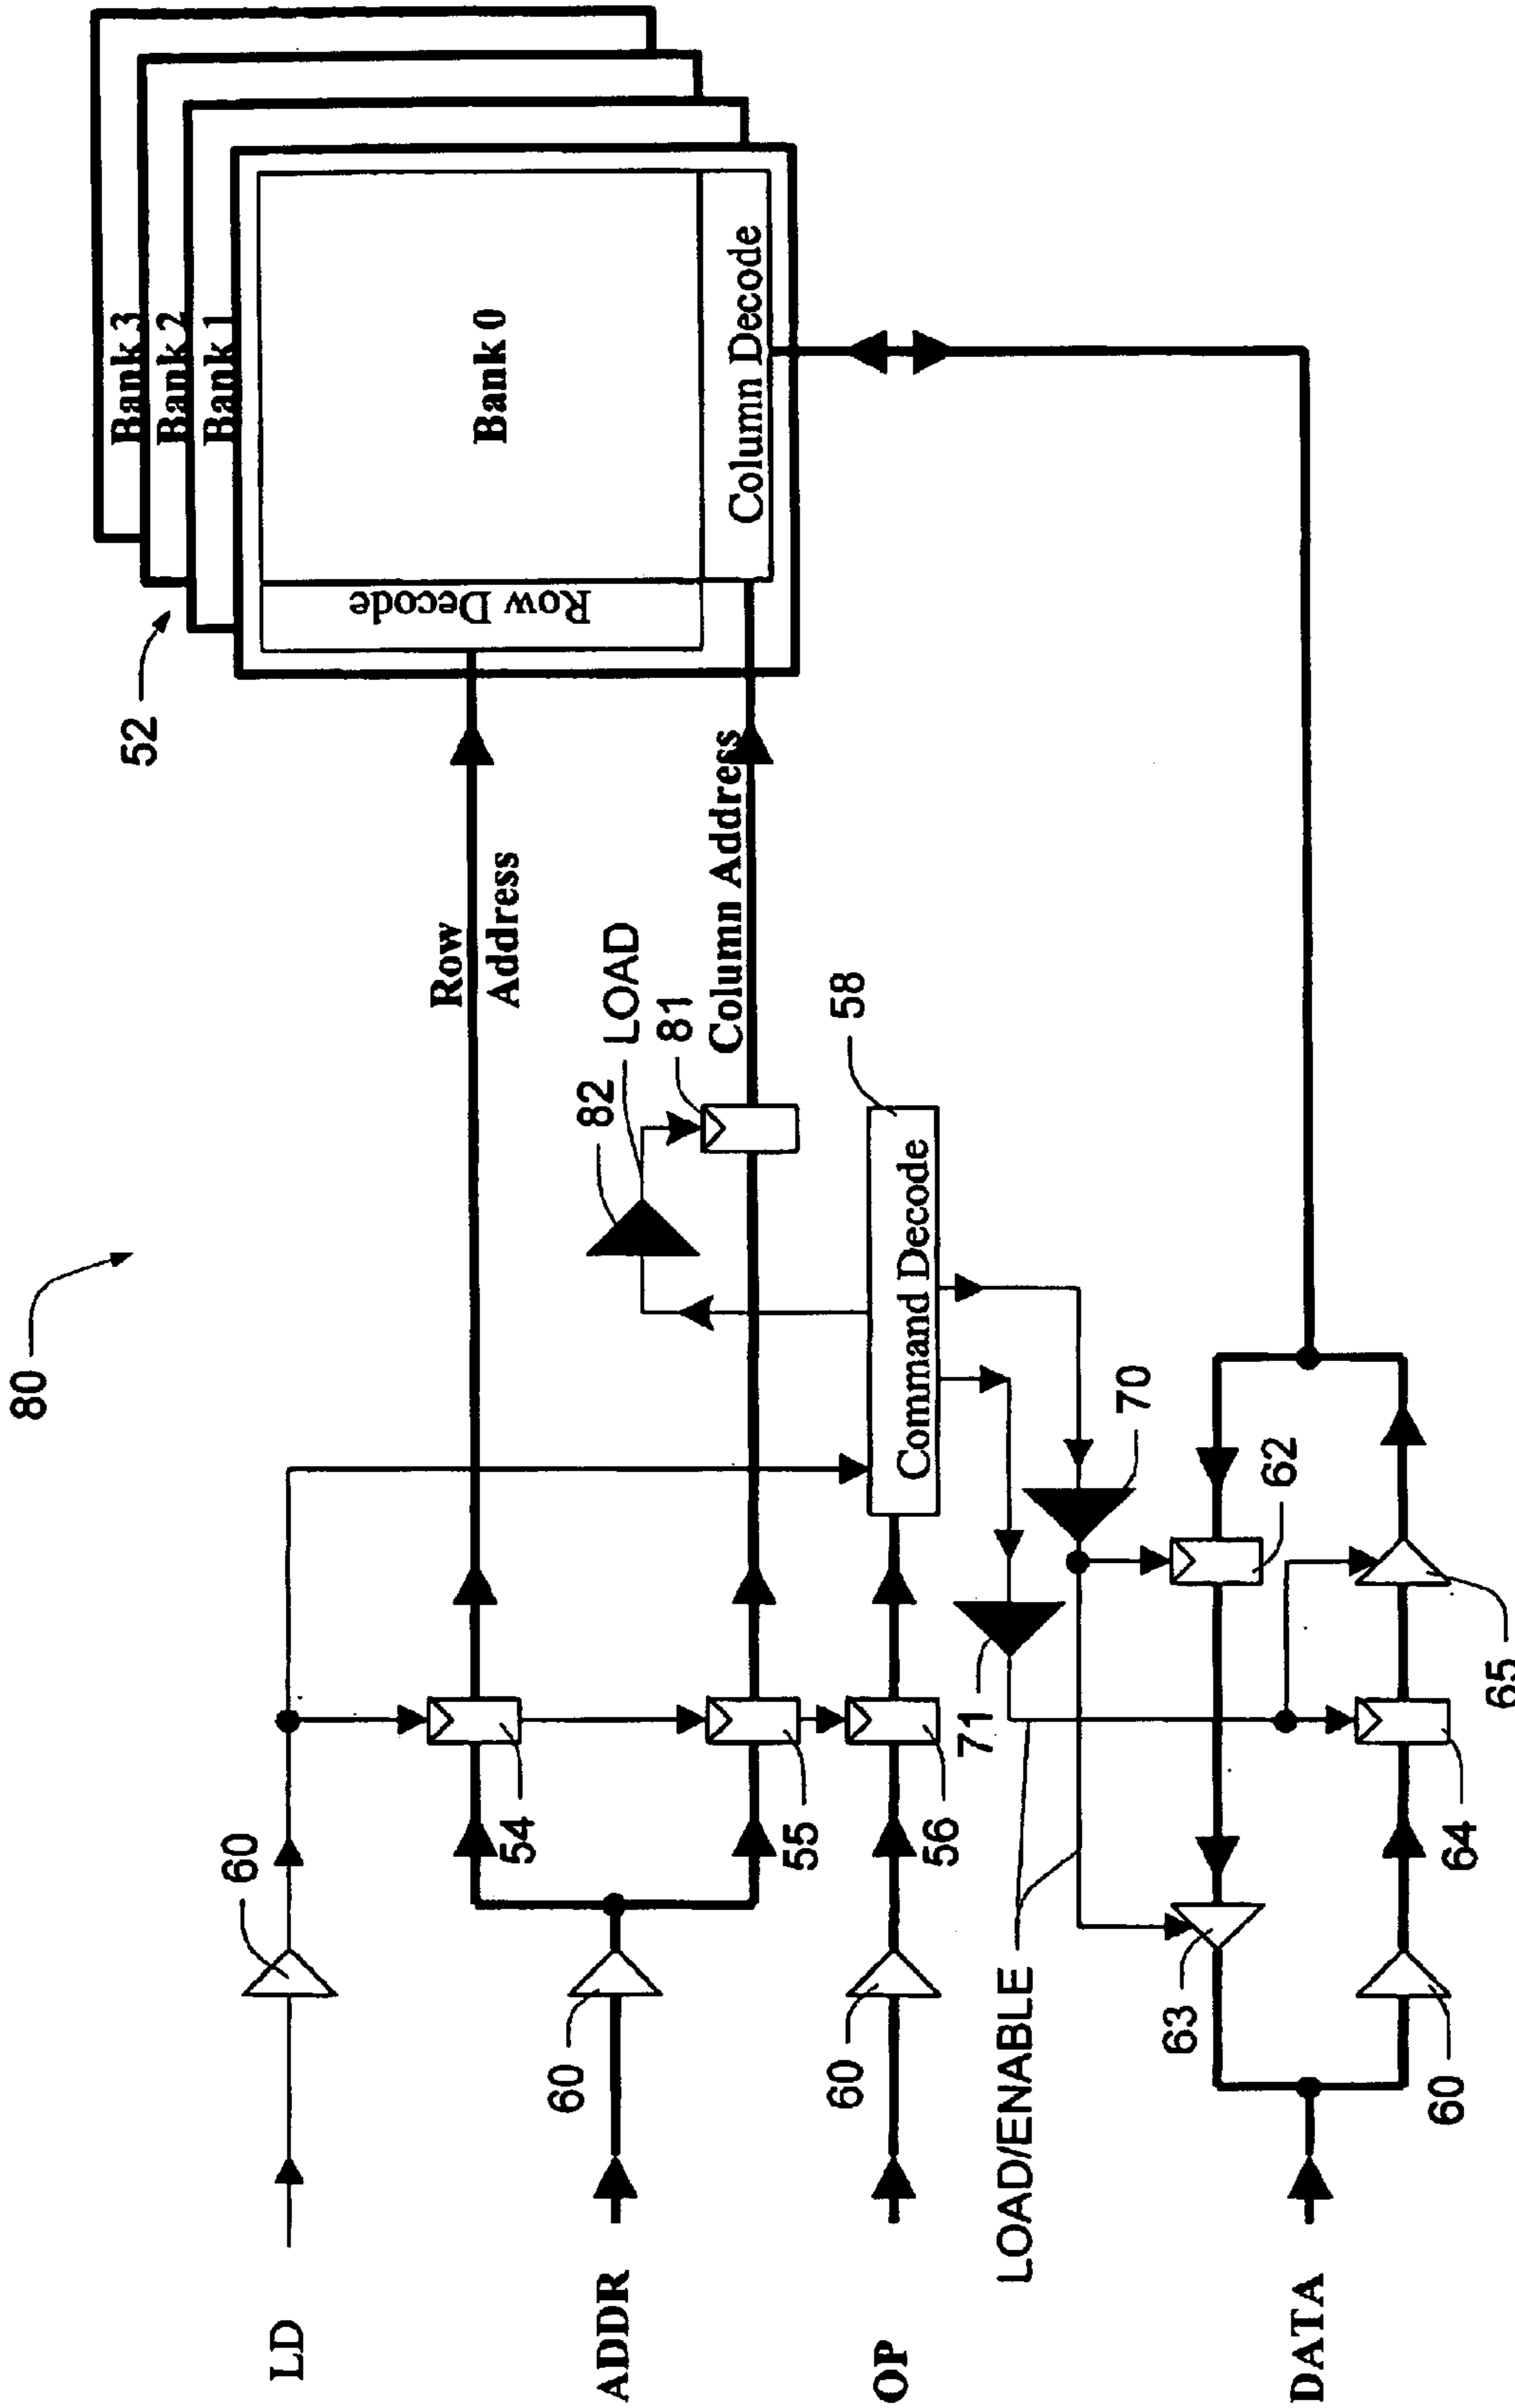 80
52
Bank 3
Bank 2
Bank 1
Bank 0
Row Decode
Column Decode
Row
Address
LOAD
82
81
Column Address
58
Command Decode
LD
60
ADDR
60
54
55
OP
60
56
LOAD/ENABLE
71
70
62
63
DATA
60
64
65